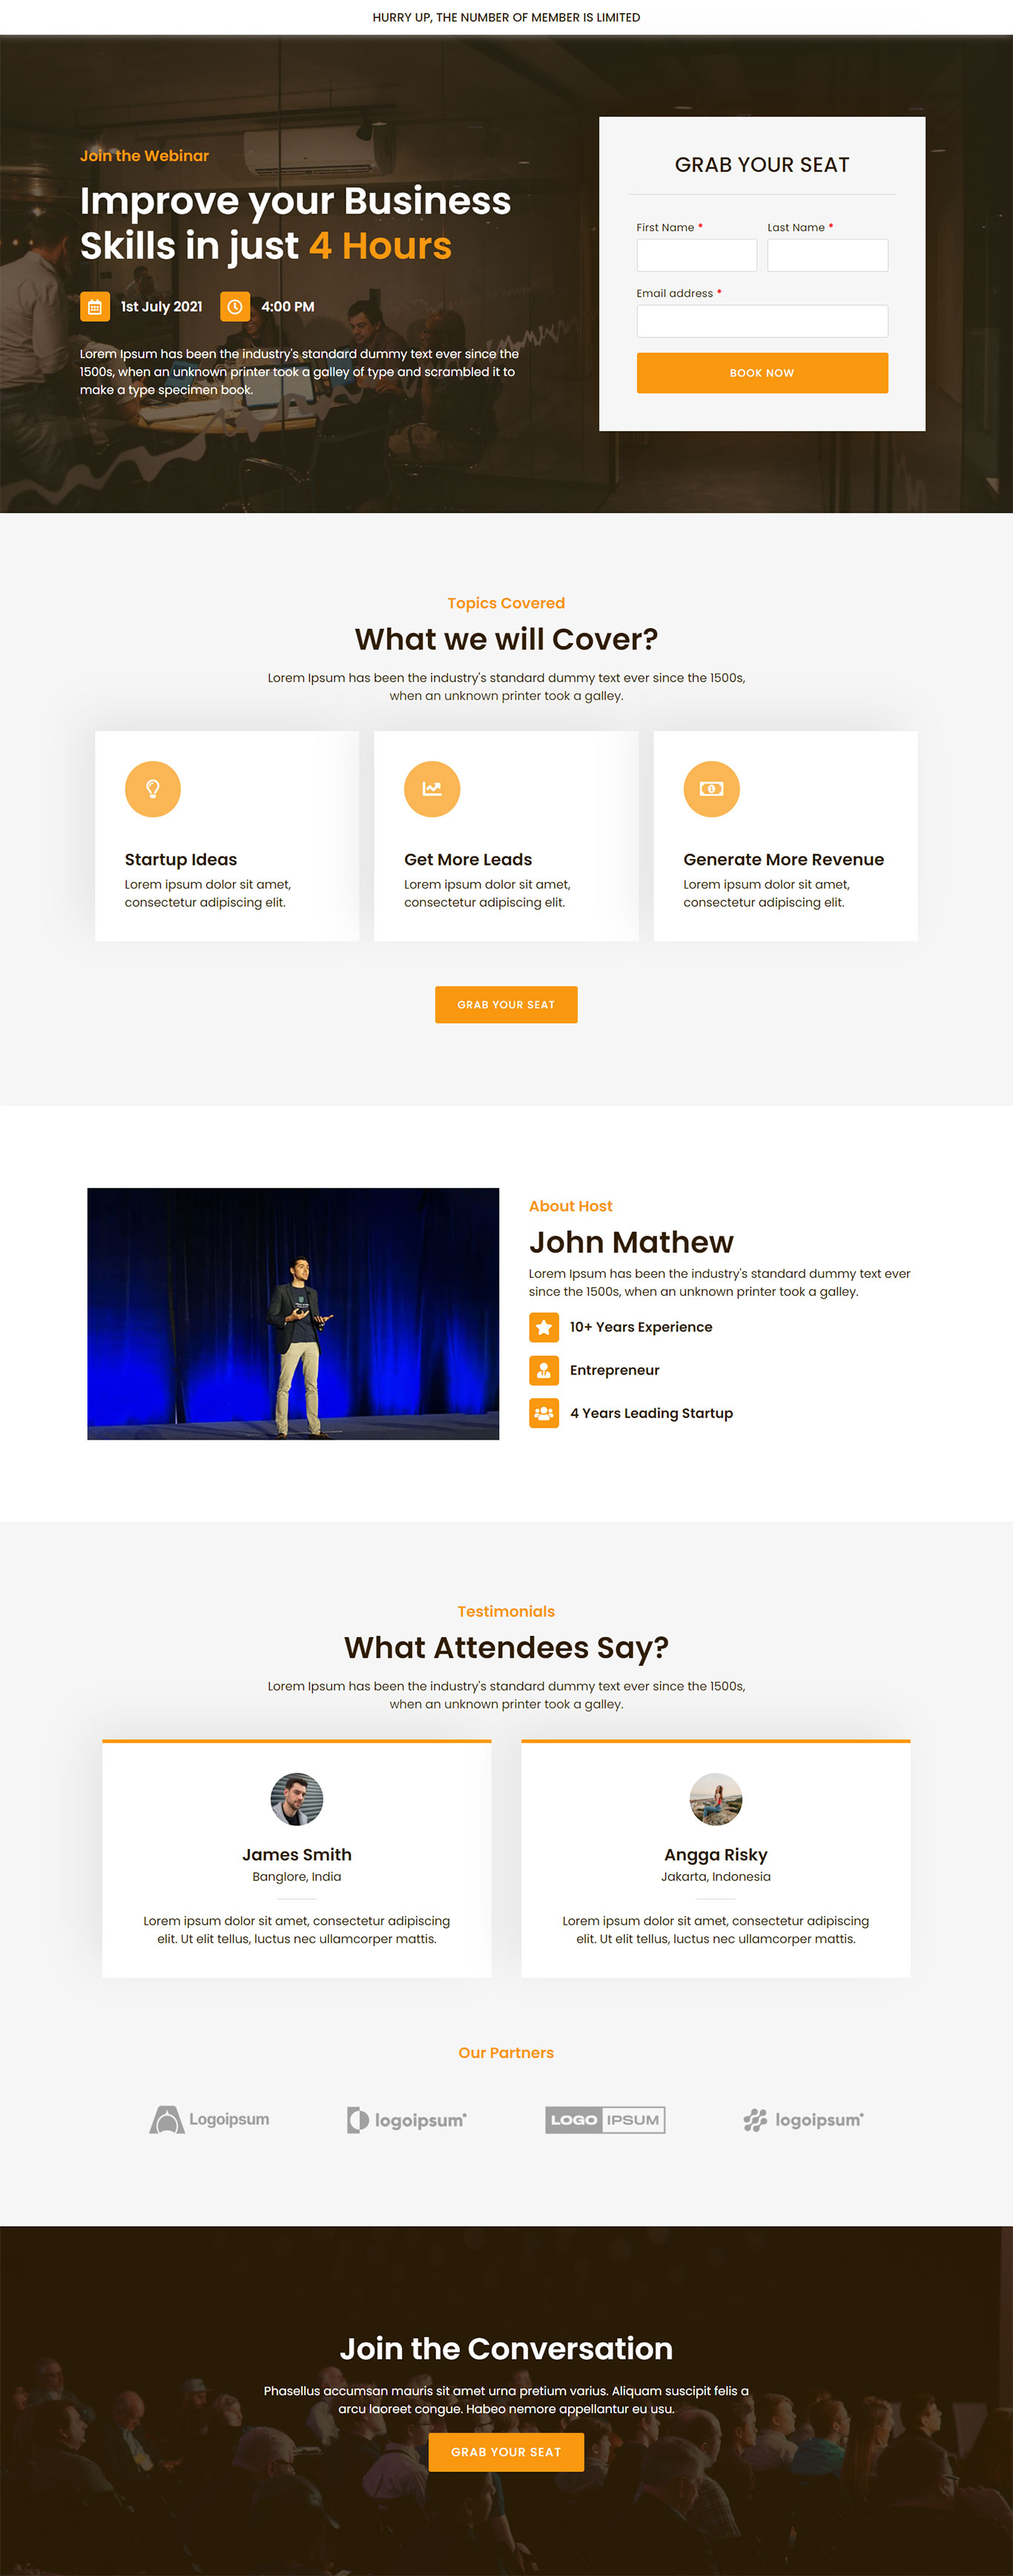 HURRY UP, THE NUMBER OF MEMBER IS LIMITED
Join the Webinar
Improve your Business
Skills in just 4 Hours
1st July 2021
4:00 PM
Lorem Ipsum has been the industry's standard dummy text ever since the
1500s, when an unknown printer took a galley of type and scrambled it to
make a type specimen book.
GRAB YOUR SEAT
First Name *
Last Name *
Email address *
BOOK NOW
Topics Covered
What we will Cover?
Lorem Ipsum has been the industry's standard dummy text ever since the 1500s,
when an unknown printer took a galley.
Startup Ideas
Lorem ipsum dolor sit amet,
consectetur adipiscing elit.
Get More Leads
Lorem ipsum dolor sit amet,
consectetur adipiscing elit.
Generate More Revenue
Lorem ipsum dolor sit amet,
consectetur adipiscing elit.
GRAB YOUR SEAT
About Host
John Mathew
Lorem Ipsum has been the industry's standard dummy text ever
since the 1500s, when an unknown printer took a galley.
10+ Years Experience
Entrepreneur
4 Years Leading Startup
Testimonials
What Attendees Say?
Lorem Ipsum has been the industry's standard dummy text ever since the 1500s,
when an unknown printer took a galley.
James Smith
Banglore, India
Lorem ipsum dolor sit amet, consectetur adipiscing
elit. Ut elit tellus, luctus nec ullamcorper mattis.
Angga Risky
Jakarta, Indonesia
Lorem ipsum dolor sit amet, consectetur adipiscing
elit. Ut elit tellus, luctus nec ullamcorper mattis.
Our Partners
Logoipsum
logoipsum
LOGO IPSUM
logoipsum
Join the Conversation
Phasellus accumsan mauris sit amet urna pretium varius. Aliquam suscipit felis a
arcu laoreet congue. Habeo nemore appellantur eu usu.
GRAB YOUR SEAT